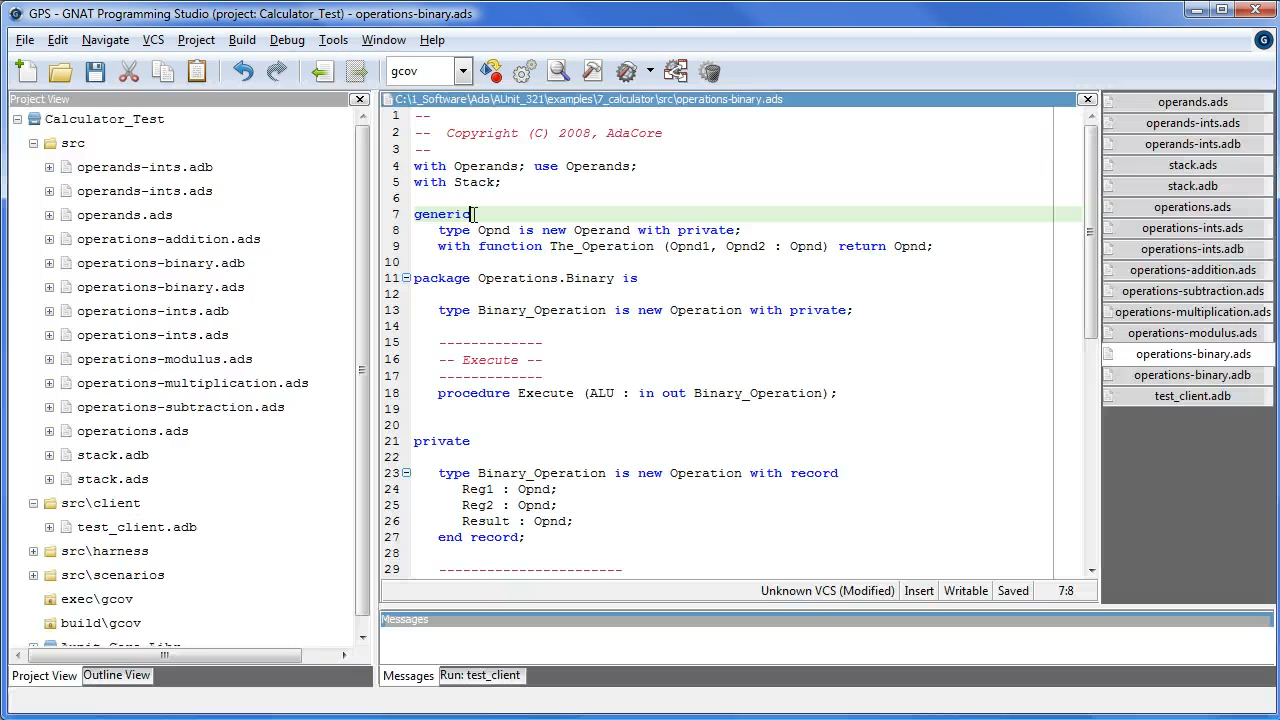 GPS - GNAT Programming Studio (project: Calculator_Test) - operations-binary.ads
File Edit Navigate VCS Project Build Debug Tools Window Help
gcov
Project View
Calculator_Test
src
operands-ints.adb
operands-ints.ads
operands.ads
operations-addition.ads
operations-binary.adb
operations-binary.ads
operations-ints.adb
operations-ints.ads
operations-modulus.ads
operations-multiplication.ads
operations-subtraction.ads
operations.ads
stack.adb
stack.ads
src\client
test_client.adb
src\harness
src\scenarios
exec\gcov
build\gcov
Project View Outline View
C:\1_Software\Ada\AUnit_321\examples\7_calculator\src\operations-binary.ads
1 --
2 -- Copyright (C) 2008, AdaCore
3 --
4 with Operands; use Operands;
5 with Stack;
6
7 generic
8 type Opnd is new Operand with private;
9 with function The_Operation (Opnd1, Opnd2 : Opnd) return Opnd;
10
11 package Operations.Binary is
12
13 type Binary_Operation is new Operation with private;
14
15 -------------
16 -- Execute --
17 -------------
18 procedure Execute (ALU : in out Binary_Operation);
19
20
21 private
22
23 type Binary_Operation is new Operation with record
24 Reg1 : Opnd;
25 Reg2 : Opnd;
26 Result : Opnd;
27 end record;
28
29 -----------------------
Unknown VCS (Modified) Insert Writable Saved 7:8
Messages
Messages Run: test_client
operands.ads
operands-ints.ads
operands-ints.adb
stack.ads
stack.adb
operations.ads
operations-ints.ads
operations-ints.adb
operations-addition.ads
operations-subtraction.ads
operations-multiplication.ads
operations-modulus.ads
operations-binary.ads
operations-binary.adb
test_client.adb